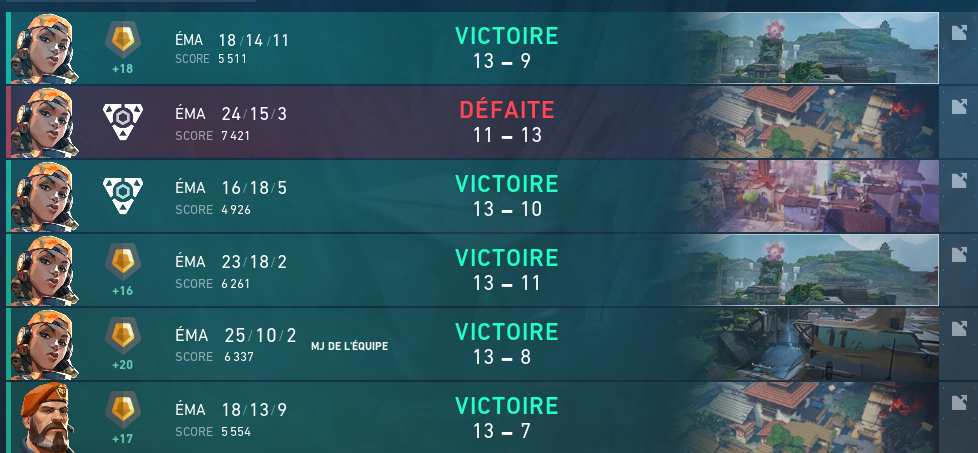 ÉMA 18/14/11
SCORE 5 511
+18
VICTOIRE
13 – 9
ÉMA 24/15/3
SCORE 7 421
DÉFAITE
11 – 13
ÉMA 16/18/5
SCORE 4 926
VICTOIRE
13 – 10
ÉMA 23/18/2
SCORE 6 261
+16
VICTOIRE
13 – 11
ÉMA 25/10/2
SCORE 6 337
+20
MJ DE L'ÉQUIPE
VICTOIRE
13 – 8
ÉMA 18/13/9
SCORE 5 554
+17
VICTOIRE
13 – 7